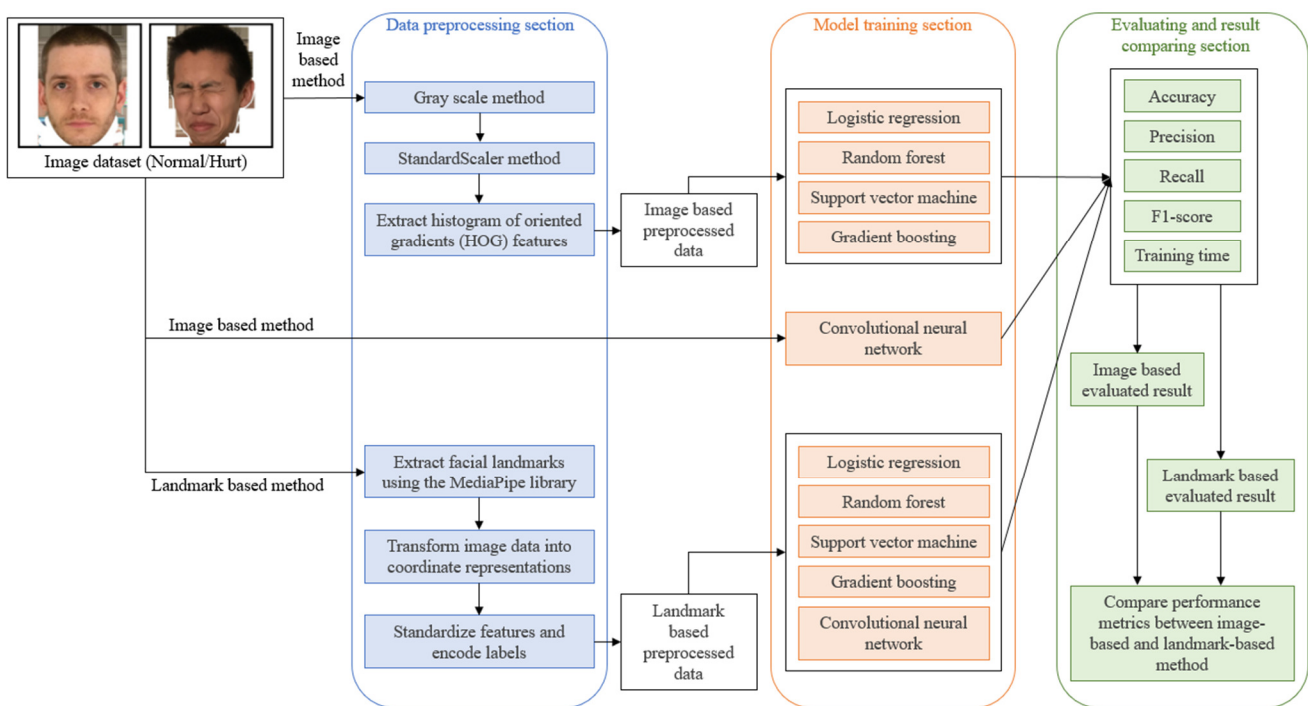 Image
based
method
Image dataset (Normal/Hurt)
Data preprocessing section
Gray scale method
StandardScaler method
Extract histogram of oriented
gradients (HOG) features
Image based
preprocessed
data
Model training section
Logistic regression
Random forest
Support vector machine
Gradient boosting
Image based method
Convolutional neural
network
Landmark based method
Extract facial landmarks
using the MediaPipe library
Transform image data into
coordinate representations
Standardize features and
encode labels
Landmark
based
preprocessed
data
Logistic regression
Random forest
Support vector machine
Gradient boosting
Convolutional neural
network
Evaluating and result
comparing section
Accuracy
Precision
Recall
F1-score
Training time
Image based
evaluated result
Landmark based
evaluated result
Compare performance
metrics between image-
based and landmark-based
method